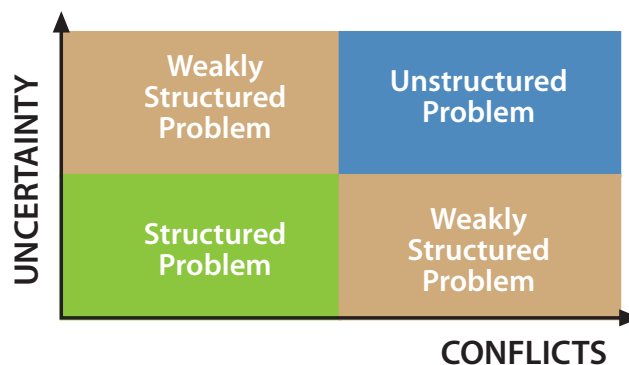 UNCERTAINTY
Weakly
Structured
Problem
Unstructured
Problem
Structured
Problem
Weakly
Structured
Problem
CONFLICTS